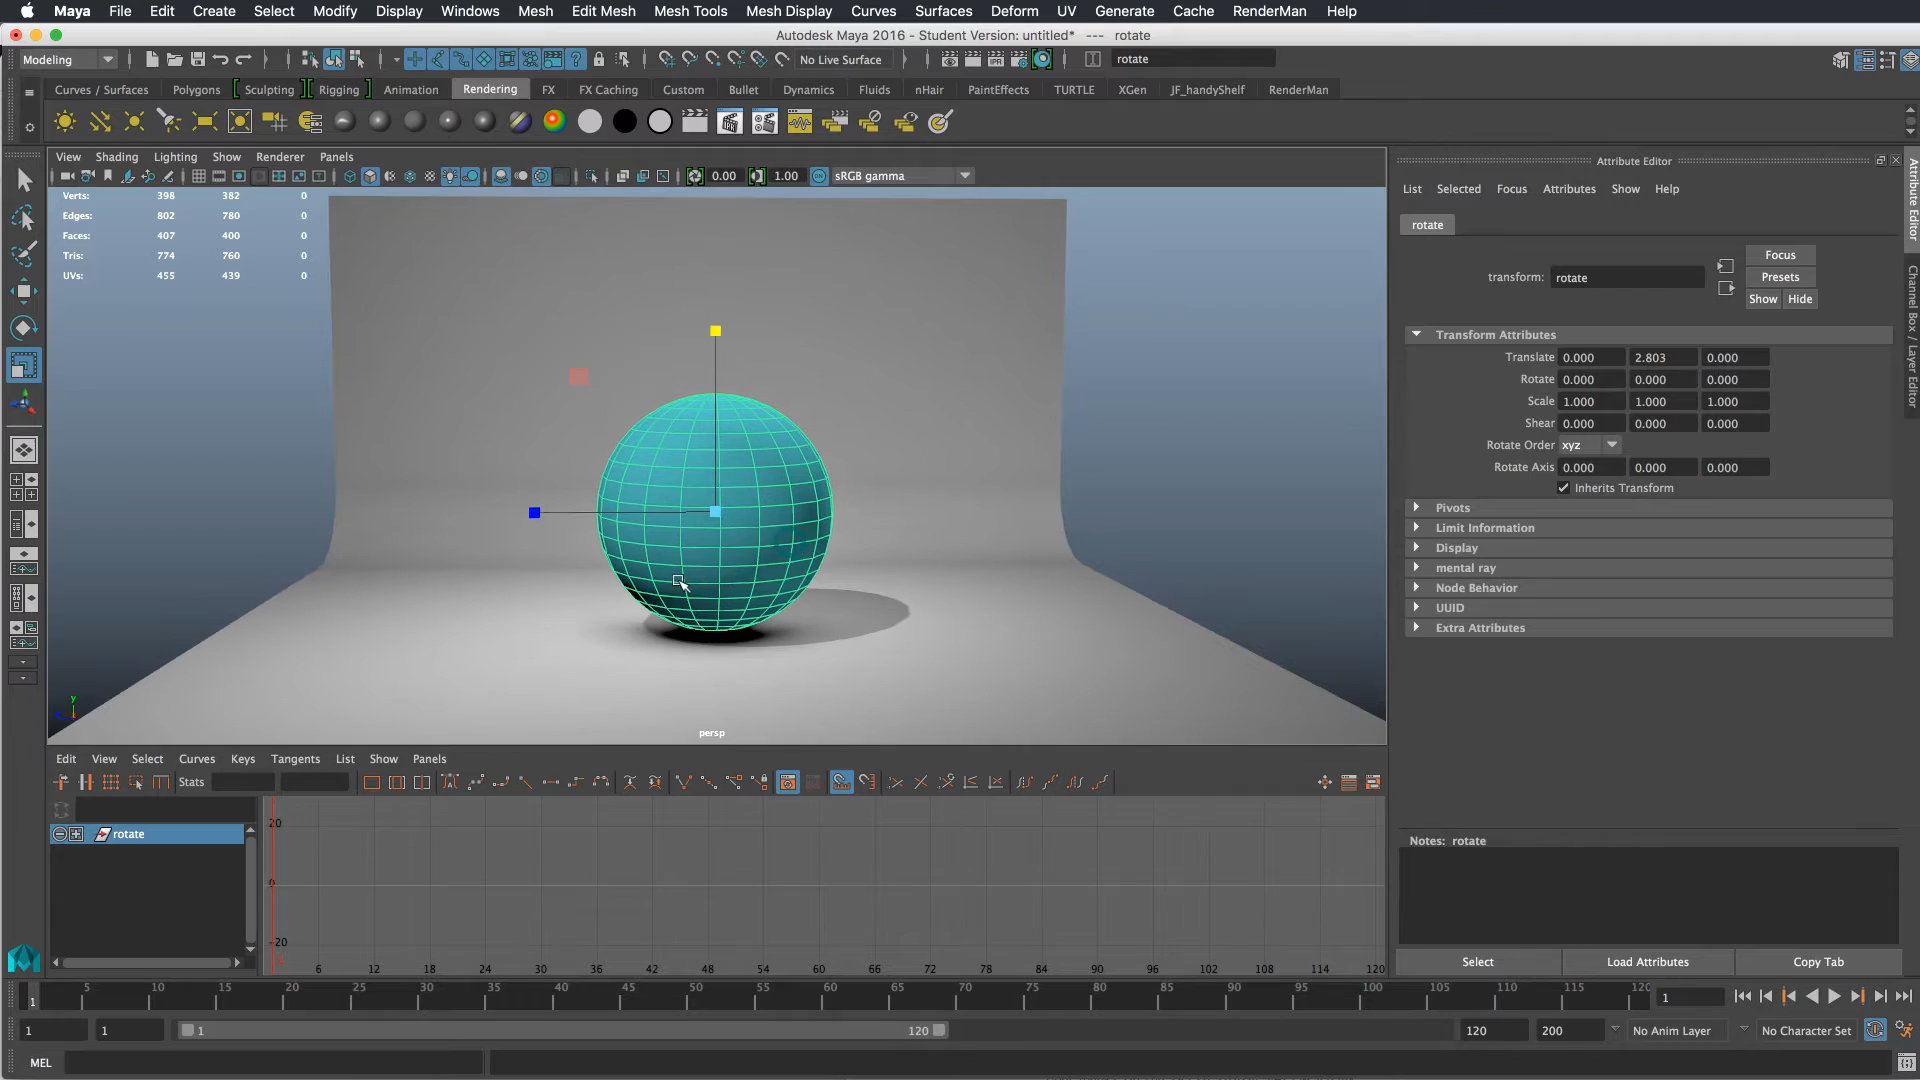 Maya File Edit Create Select Modify Display Windows Mesh Edit Mesh Mesh Tools Mesh Display Curves Surfaces Deform UV Generate Cache RenderMan Help
Autodesk Maya 2016 - Student Version: untitled* --- rotate
Modeling No Live Surface rotate
Curves / Surfaces Polygons Sculpting Rigging Animation Rendering FX FX Caching Custom Bullet Dynamics Fluids nHair PaintEffects TURTLE XGen JF_handyShelf RenderMan
IPR
View Shading Lighting Show Renderer Panels
0.00 1.00 sRGB gamma
Verts: 398 382 0
Edges: 802 780 0
Faces: 407 400 0
Tris: 774 760 0
UVs: 455 439 0
y
persp
Attribute Editor
List Selected Focus Attributes Show Help
rotate
Focus
transform: rotate
Presets
Show Hide
Transform Attributes
Translate 0.000 2.803 0.000
Rotate 0.000 0.000 0.000
Scale 1.000 1.000 1.000
Shear 0.000 0.000 0.000
Rotate Order xyz
Rotate Axis 0.000 0.000 0.000
Inherits Transform
Pivots
Limit Information
Display
mental ray
Node Behavior
UUID
Extra Attributes
Notes: rotate
Select Load Attributes Copy Tab
Attribute Editor
Channel Box / Layer Editor
Edit View Select Curves Keys Tangents List Show Panels
Stats
rotate
20
0
-20
6 12 18 24 30 36 42 48 54 60 66 72 78 84 90 96 102 108 114 120
5 10 15 20 25 30 35 40 45 50 55 60 65 70 75 80 85 90 95 100 105 110 115 120
1 1
1 1 1 120 120 200 No Anim Layer No Character Set
MEL